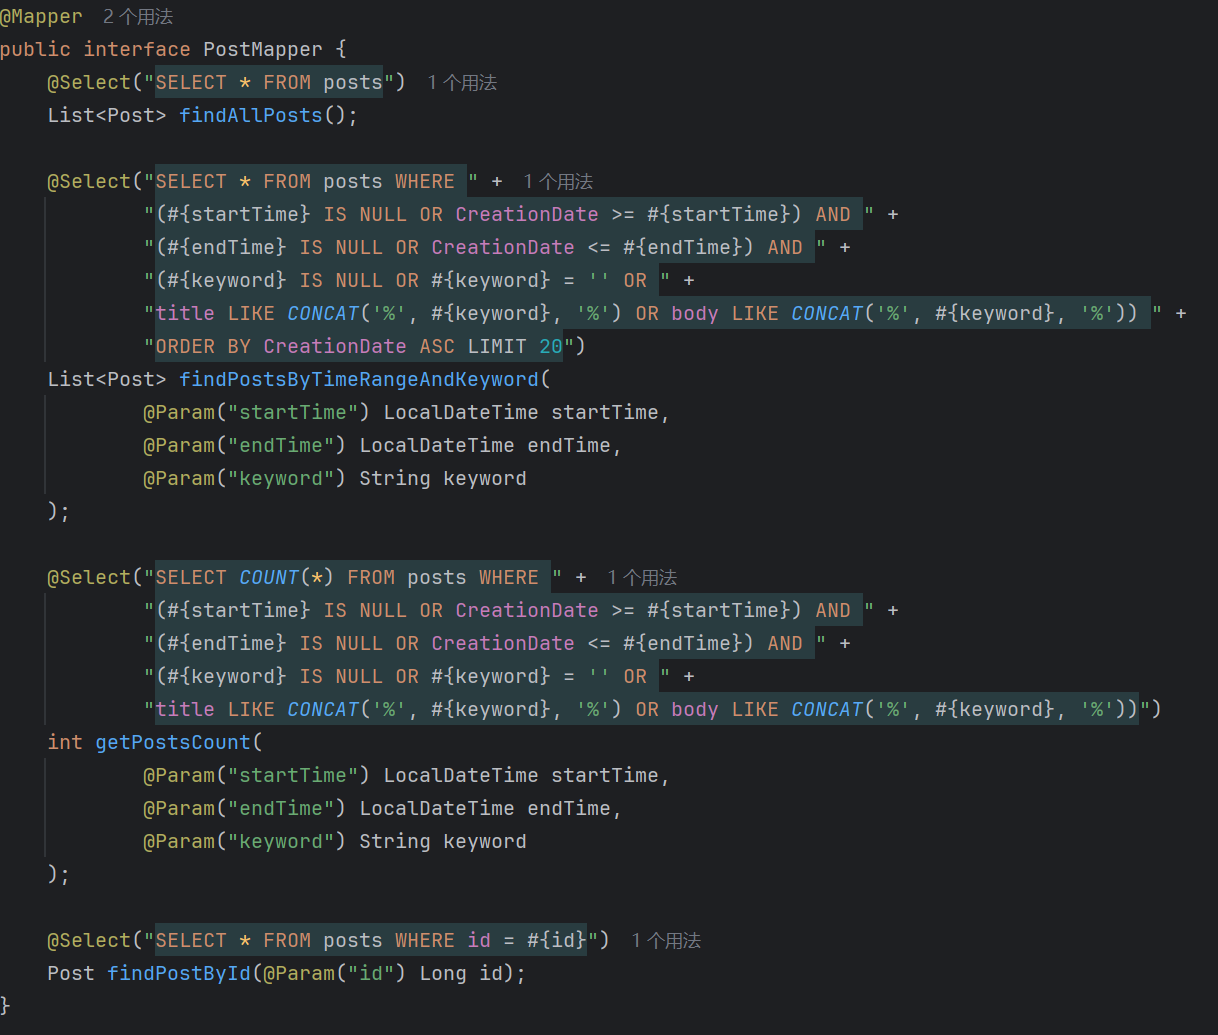 @Mapper 2 个用法
public interface PostMapper {
    @Select("SELECT * FROM posts") 1 个用法
    List<Post> findAllPosts();

    @Select("SELECT * FROM posts WHERE " + 1 个用法
            "(#{startTime} IS NULL OR CreationDate >= #{startTime}) AND " +
            "(#{endTime} IS NULL OR CreationDate <= #{endTime}) AND " +
            "(#{keyword} IS NULL OR #{keyword} = '' OR " +
            "title LIKE CONCAT('%', #{keyword}, '%') OR body LIKE CONCAT('%', #{keyword}, '%')) " +
            "ORDER BY CreationDate ASC LIMIT 20")
    List<Post> findPostsByTimeRangeAndKeyword(
            @Param("startTime") LocalDateTime startTime,
            @Param("endTime") LocalDateTime endTime,
            @Param("keyword") String keyword
    );

    @Select("SELECT COUNT(*) FROM posts WHERE " + 1 个用法
            "(#{startTime} IS NULL OR CreationDate >= #{startTime}) AND " +
            "(#{endTime} IS NULL OR CreationDate <= #{endTime}) AND " +
            "(#{keyword} IS NULL OR #{keyword} = '' OR " +
            "title LIKE CONCAT('%', #{keyword}, '%') OR body LIKE CONCAT('%', #{keyword}, '%'))")
    int getPostsCount(
            @Param("startTime") LocalDateTime startTime,
            @Param("endTime") LocalDateTime endTime,
            @Param("keyword") String keyword
    );

    @Select("SELECT * FROM posts WHERE id = #{id}") 1 个用法
    Post findPostById(@Param("id") Long id);
}